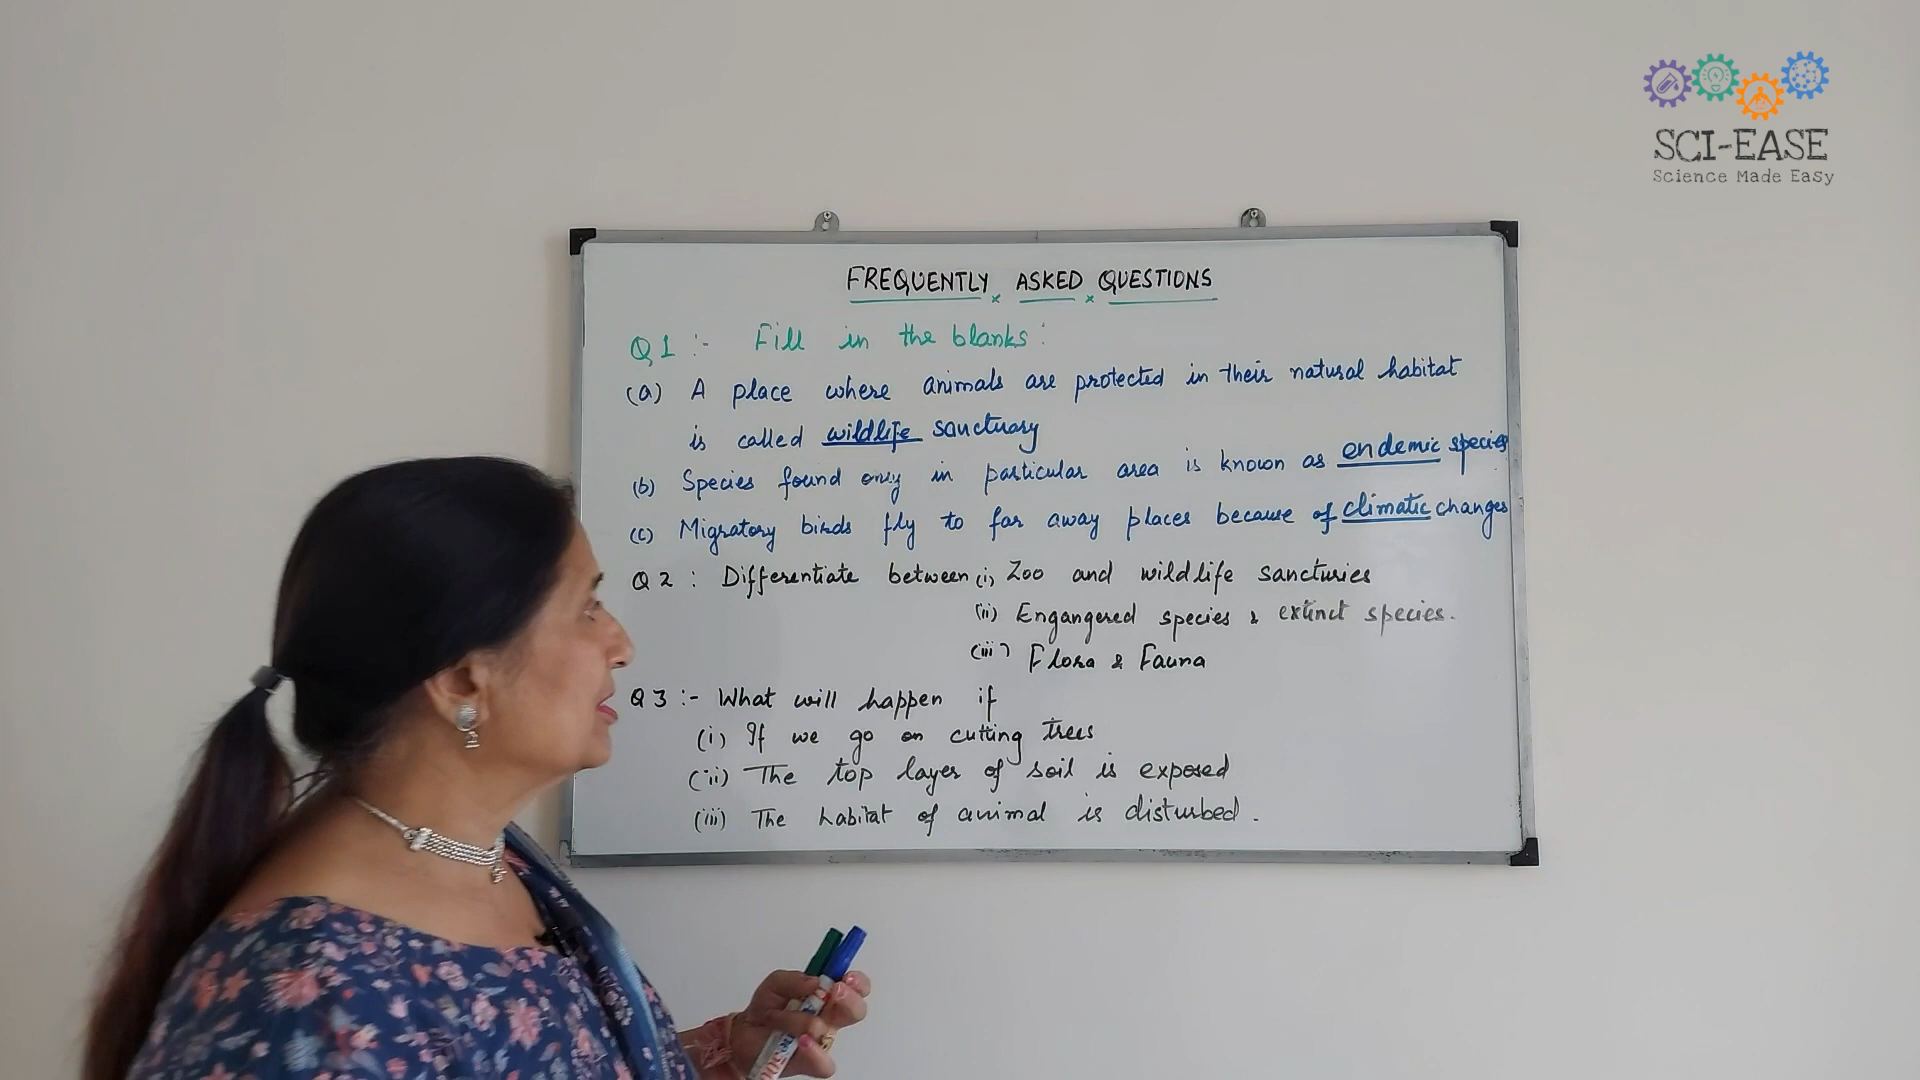 SCI-EASE
Science Made Easy
FREQUENTLY ASKED QUESTIONS
Q1 :- Fill in the blanks:
(a) A place where animals are protected in their natural habitat
is called wildlife sanctuary
(b) Species found only in particular area is known as endemic species
(c) Migratory birds fly to far away places because of climatic changes
Q2 : Differentiate between (i) Zoo and wildlife sancturies
(ii) Engangered species & extinct species.
(iii) Flora & Fauna
Q3 :- What will happen if
(i) If we go on cutting trees
(ii) The top layer of soil is exposed
(iii) The habitat of animal is disturbed.